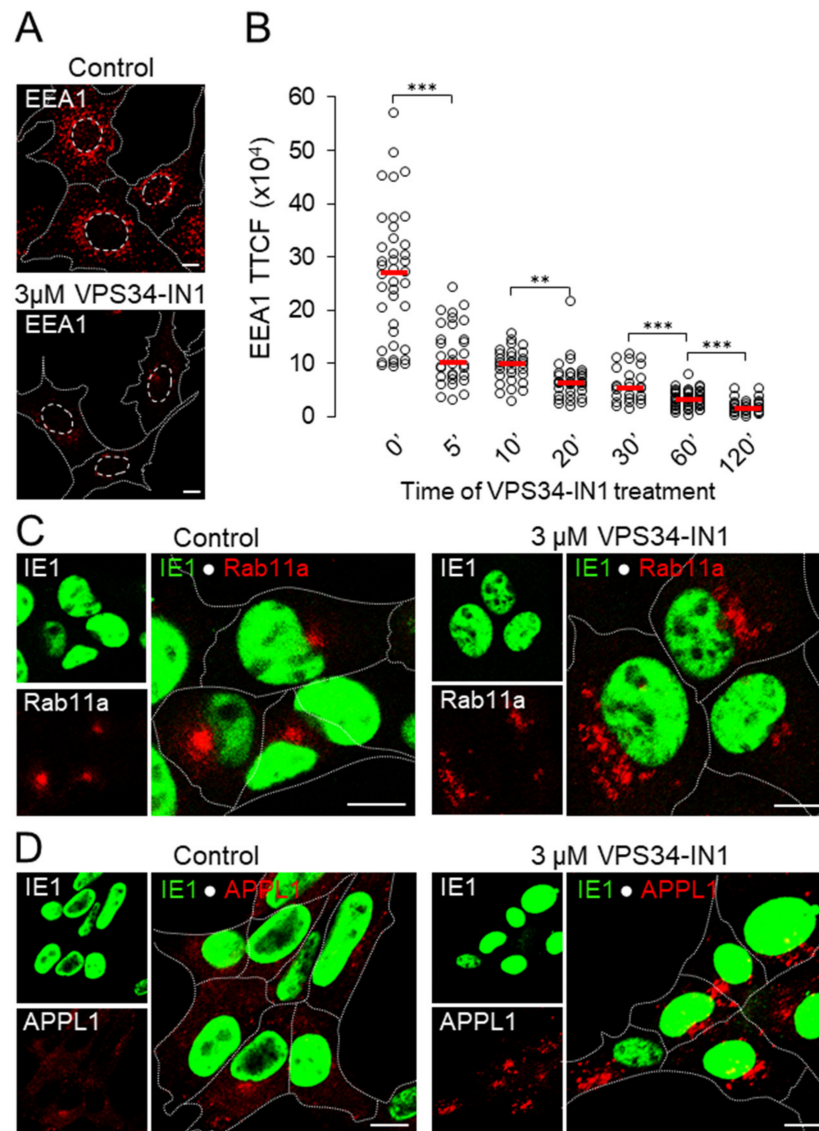 A
Control
EEA1
3µM VPS34-IN1
EEA1
B
EEA1 TTCF (x10⁴)
60
50
40
30
20
10
0
***
**
***
***
0’ 5’ 10’ 20’ 30’ 60’ 120’
Time of VPS34-IN1 treatment
C
Control
IE1
Rab11a
IE1 ● Rab11a
3 µM VPS34-IN1
IE1
Rab11a
IE1 ● Rab11a
D
Control
IE1
APPL1
IE1 ● APPL1
3 µM VPS34-IN1
IE1
APPL1
IE1 ● APPL1